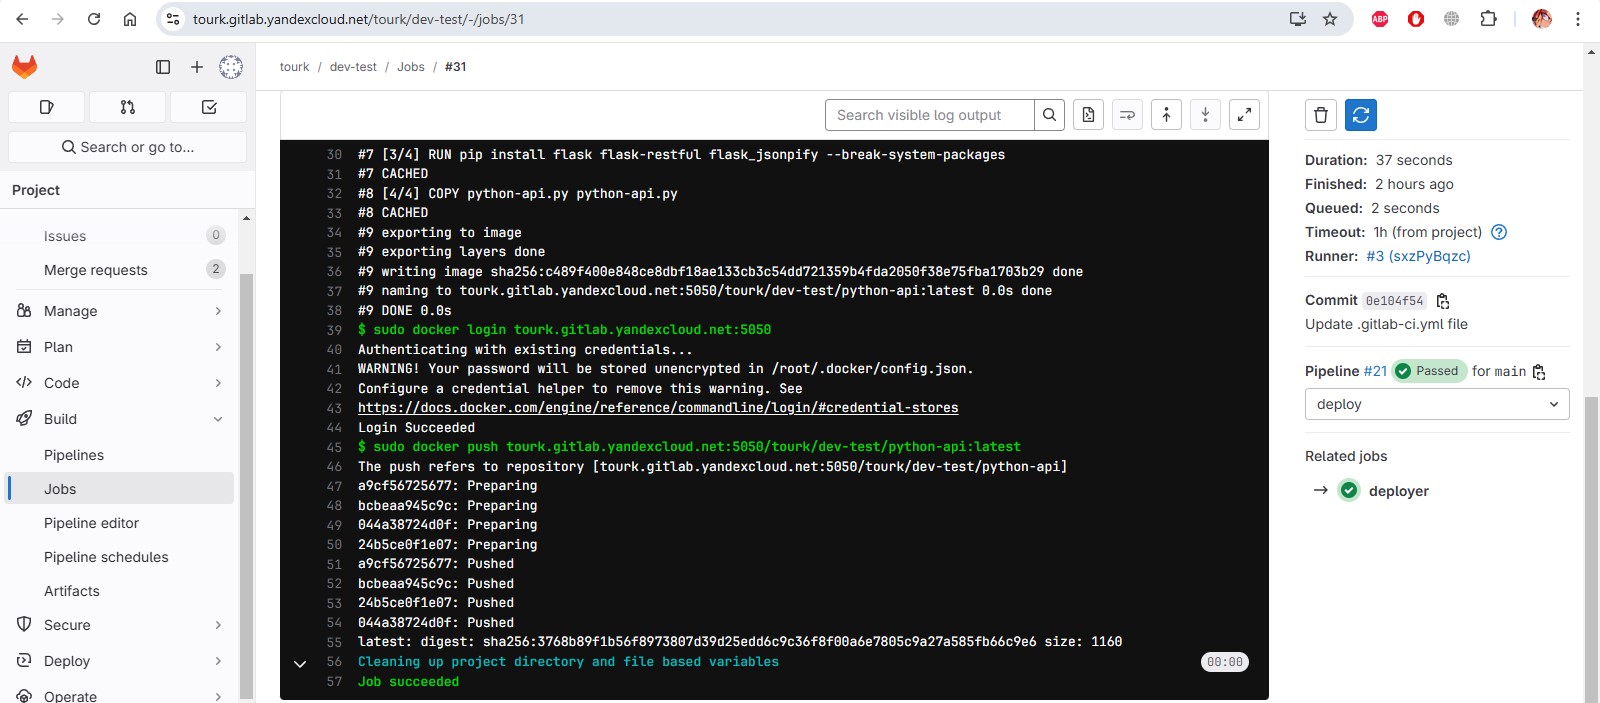 tourk.gitlab.yandexcloud.net/tourk/dev-test/-/jobs/31
ABP
tourk / dev-test / Jobs / #31
Search or go to...
Project
Issues 0
Merge requests 2
Manage
Plan
Code
Build
Pipelines
Jobs
Pipeline editor
Pipeline schedules
Artifacts
Secure
Deploy
Operate
Search visible log output
30 #7 [3/4] RUN pip install flask flask-restful flask_jsonpify --break-system-packages
31 #7 CACHED
32 #8 [4/4] COPY python-api.py python-api.py
33 #8 CACHED
34 #9 exporting to image
35 #9 exporting layers done
36 #9 writing image sha256:c489f400e848ce8dbf18ae133cb3c54dd721359b4fda2050f38e75fba1703b29 done
37 #9 naming to tourk.gitlab.yandexcloud.net:5050/tourk/dev-test/python-api:latest 0.0s done
38 #9 DONE 0.0s
39 $ sudo docker login tourk.gitlab.yandexcloud.net:5050
40 Authenticating with existing credentials...
41 WARNING! Your password will be stored unencrypted in /root/.docker/config.json.
42 Configure a credential helper to remove this warning. See
43 https://docs.docker.com/engine/reference/commandline/login/#credential-stores
44 Login Succeeded
45 $ sudo docker push tourk.gitlab.yandexcloud.net:5050/tourk/dev-test/python-api:latest
46 The push refers to repository [tourk.gitlab.yandexcloud.net:5050/tourk/dev-test/python-api]
47 a9cf56725677: Preparing
48 bcbeaa945c9c: Preparing
49 044a38724d0f: Preparing
50 24b5ce0f1e07: Preparing
51 a9cf56725677: Pushed
52 bcbeaa945c9c: Pushed
53 24b5ce0f1e07: Pushed
54 044a38724d0f: Pushed
55 latest: digest: sha256:3768b89f1b56f8973807d39d25edd6c9c36f8f00a6e7805c9a27a585fb66c9e6 size: 1160
56 Cleaning up project directory and file based variables 00:00
57 Job succeeded
Duration: 37 seconds
Finished: 2 hours ago
Queued: 2 seconds
Timeout: 1h (from project)
Runner: #3 (sxzPyBqzc)
Commit 0e104f54
Update .gitlab-ci.yml file
Pipeline #21 Passed for main
deploy
Related jobs
deployer